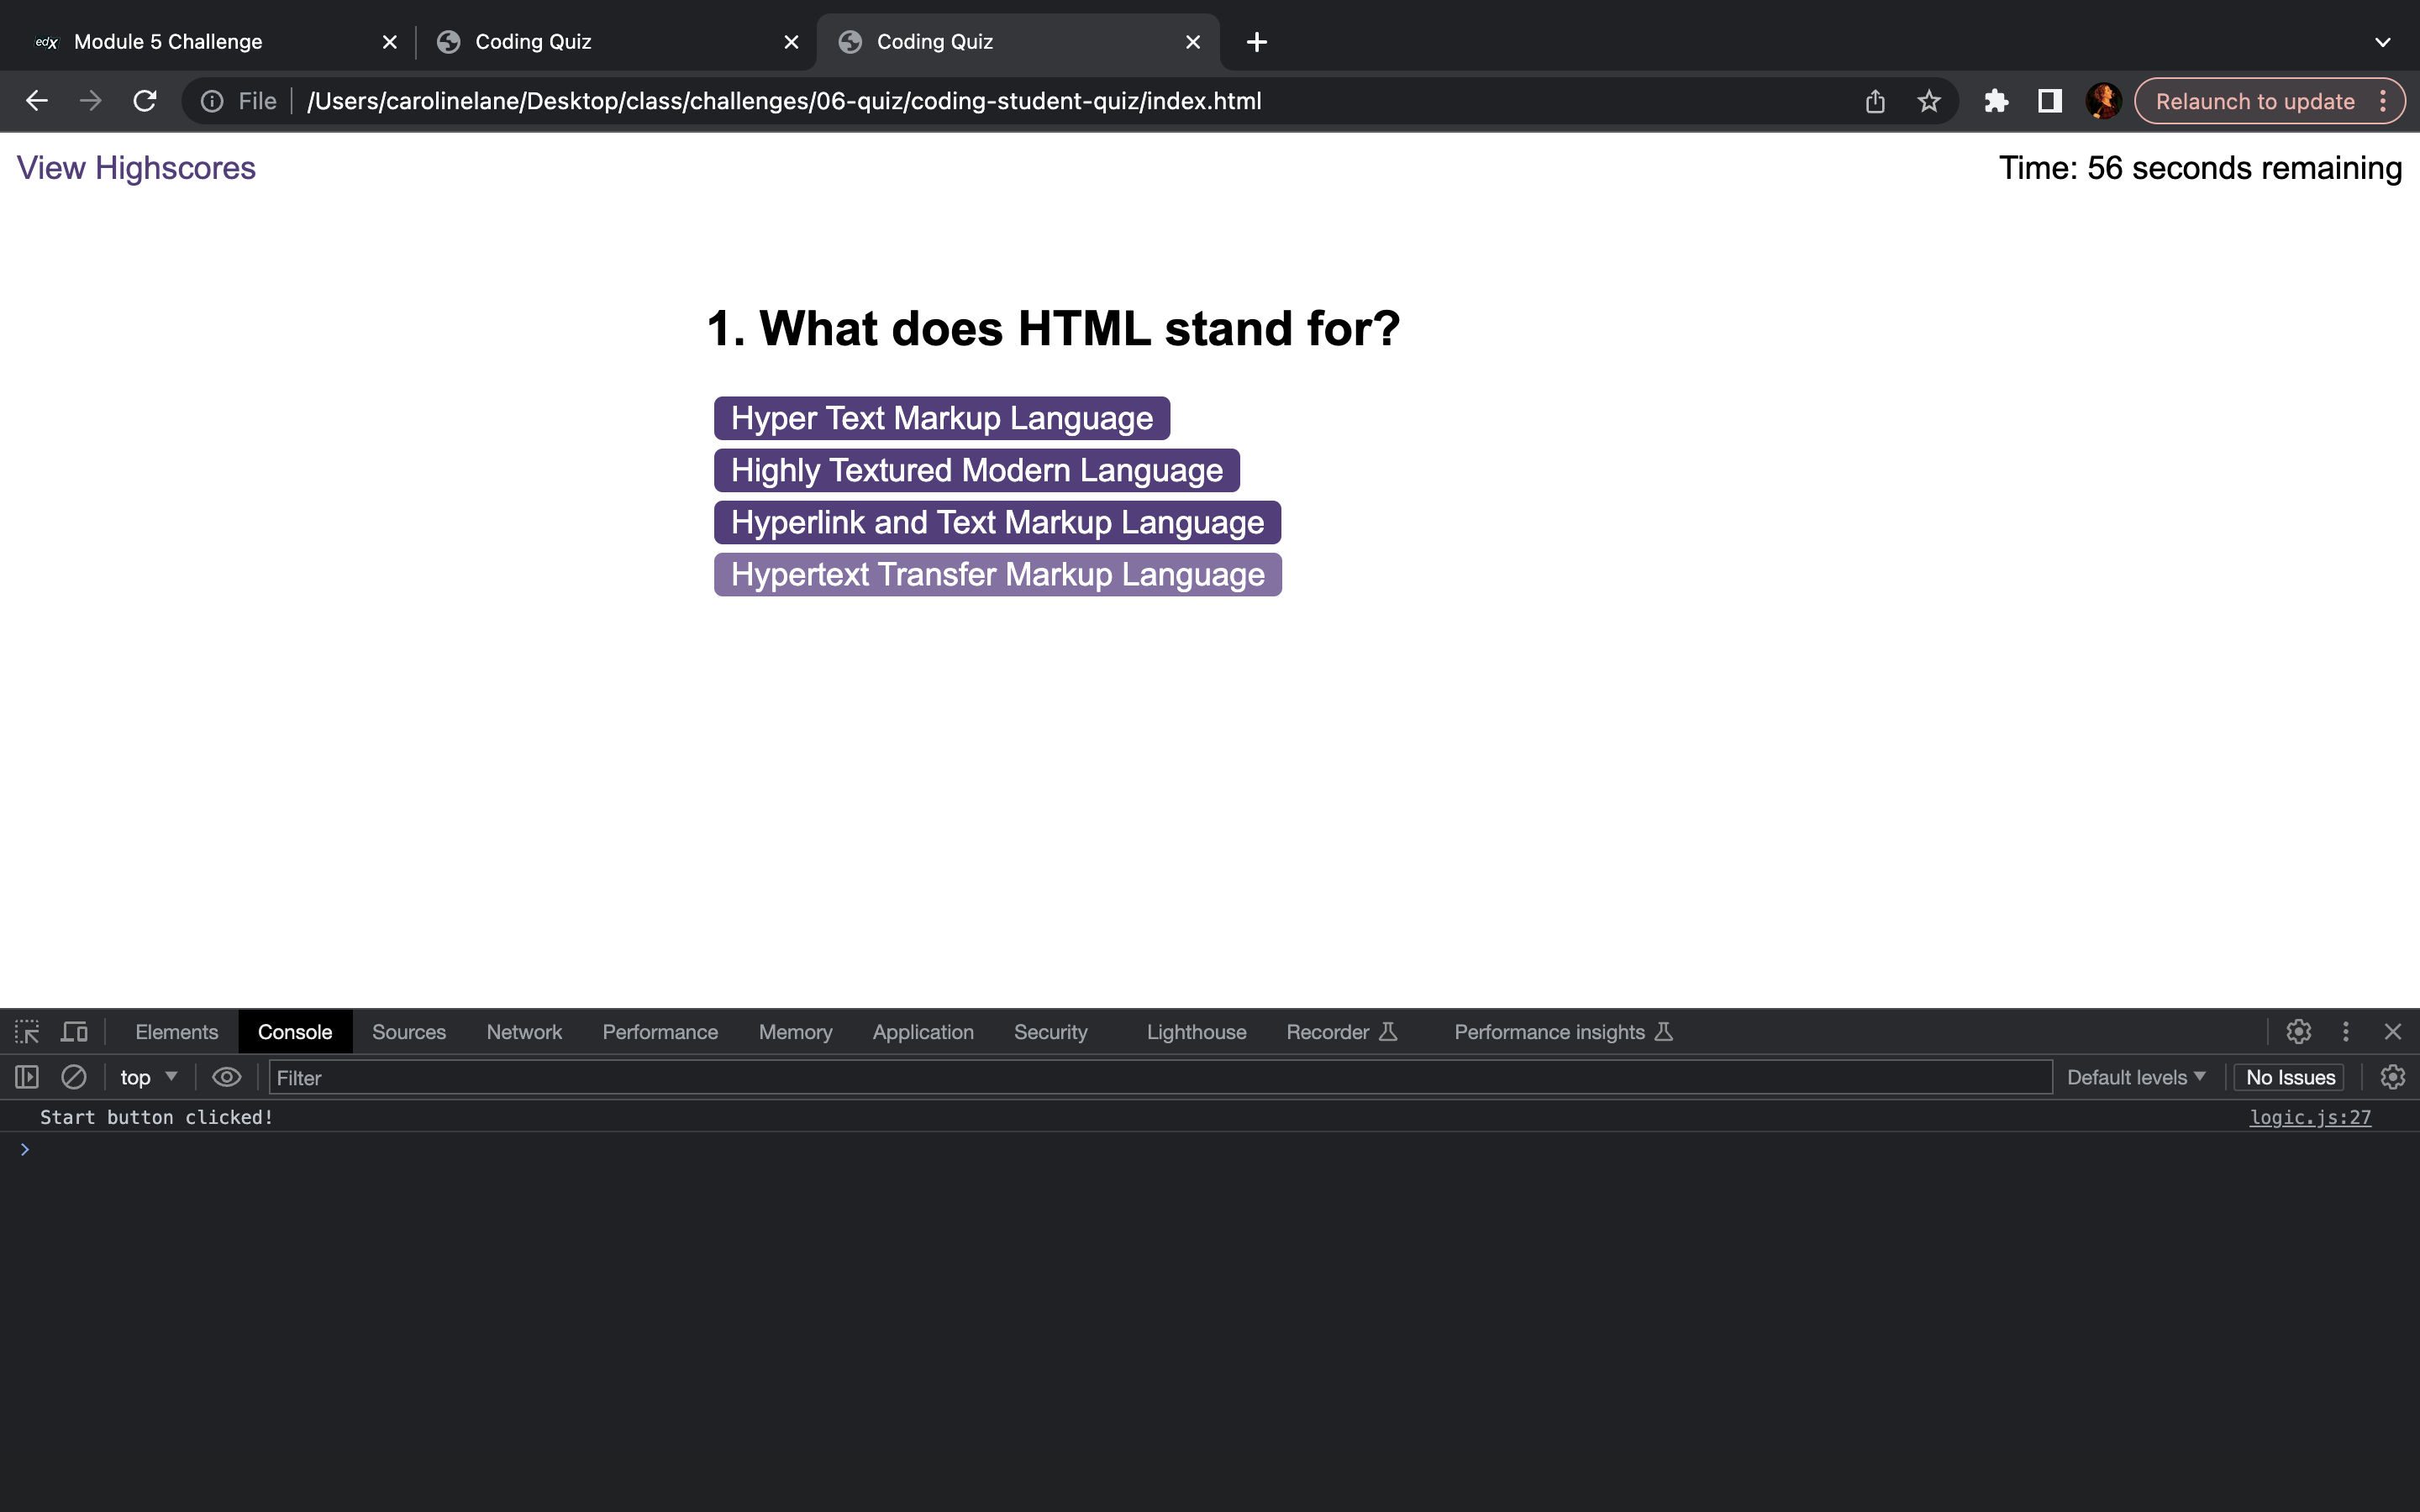 edX Module 5 Challenge Coding Quiz Coding Quiz
File /Users/carolinelane/Desktop/class/challenges/06-quiz/coding-student-quiz/index.html Relaunch to update
View Highscores Time: 56 seconds remaining
1. What does HTML stand for?
Hyper Text Markup Language
Highly Textured Modern Language
Hyperlink and Text Markup Language
Hypertext Transfer Markup Language
Elements Console Sources Network Performance Memory Application Security Lighthouse Recorder Performance insights
top Filter Default levels No Issues
Start button clicked! logic.js:27